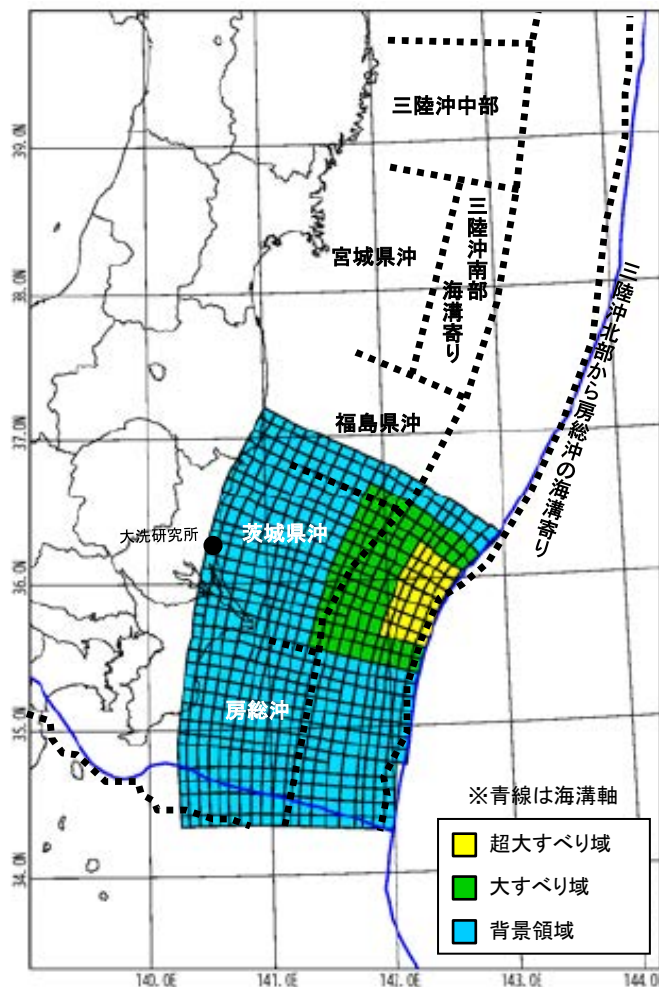 三陸沖中部
三陸沖南部
海溝寄り
宮城県沖
三陸沖北部から房総沖の海溝寄り
福島県沖
大洗研究所
茨城県沖
房総沖
※青線は海溝軸
超大すべり域
大すべり域
背景領域
39.0N
38.0N
37.0N
36.0N
35.0N
34.0N
140.0E
141.0E
142.0E
143.0E
144.0